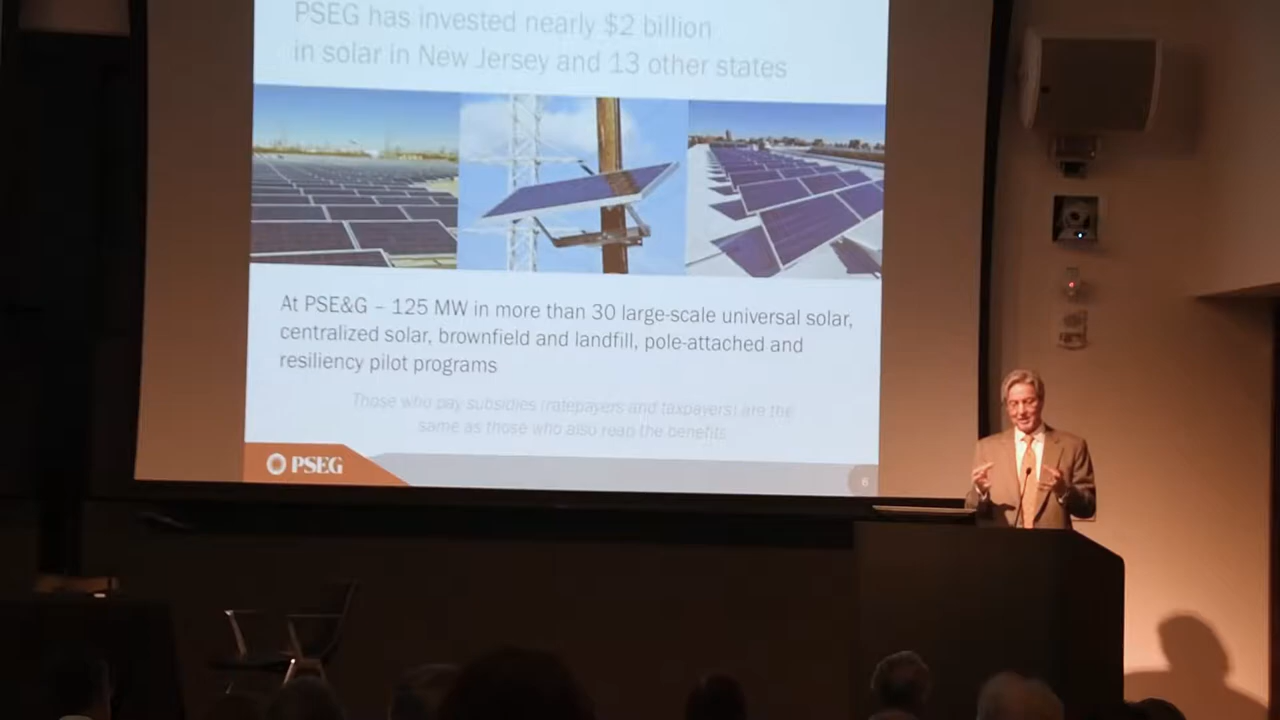 PSEG has invested nearly $2 billion
in solar in New Jersey and 13 other states
At PSE&G – 125 MW in more than 30 large-scale universal solar,
centralized solar, brownfield and landfill, pole-attached and
resiliency pilot programs
Those who pay subsidies (ratepayers and taxpayers) are the
same as those who also reap the benefits
PSEG
6